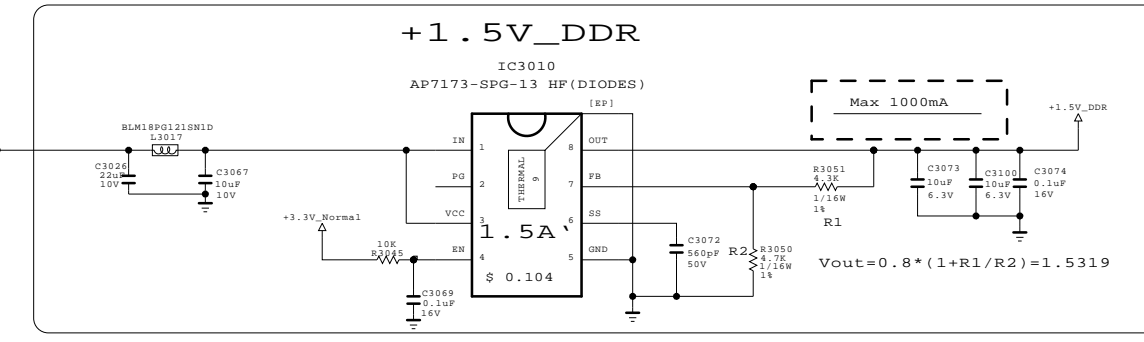 +1.5V_DDR
IC3010
AP7173-SPG-13 HF(DIODES)
[EP]
Max 1000mA
+1.5V_DDR
BLM18PG121SN1D
L3017
C3026
22uF
10V
C3067
10uF
10V
IN
1
PG
2
VCC
3
EN
4
THERMAL
9
8
OUT
7
FB
6
SS
5
GND
1.5A`
$ 0.104
+3.3V_Normal
10K
R3045
C3069
0.1uF
16V
C3072
560pF
50V
R2
R3050
4.7K
1/16W
1%
R3051
4.3K
1/16W
1%
R1
C3073
10uF
6.3V
C3100
10uF
6.3V
C3074
0.1uF
16V
Vout=0.8*(1+R1/R2)=1.5319